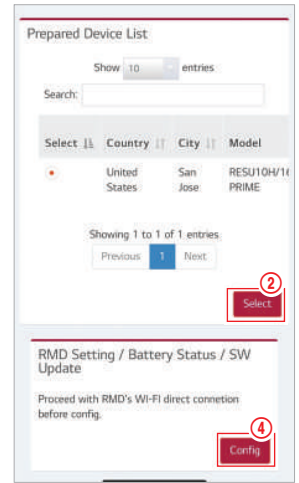 Prepared Device List
Show 10 entries
Search:
Select Country City Model
United States San Jose RESU10H/16 PRIME
Showing 1 to 1 of 1 entries
Previous 1 Next
②
Select
RMD Setting / Battery Status / SW
Update
Proceed with RMD's WI-FI direct connetion
before config.
④
Config